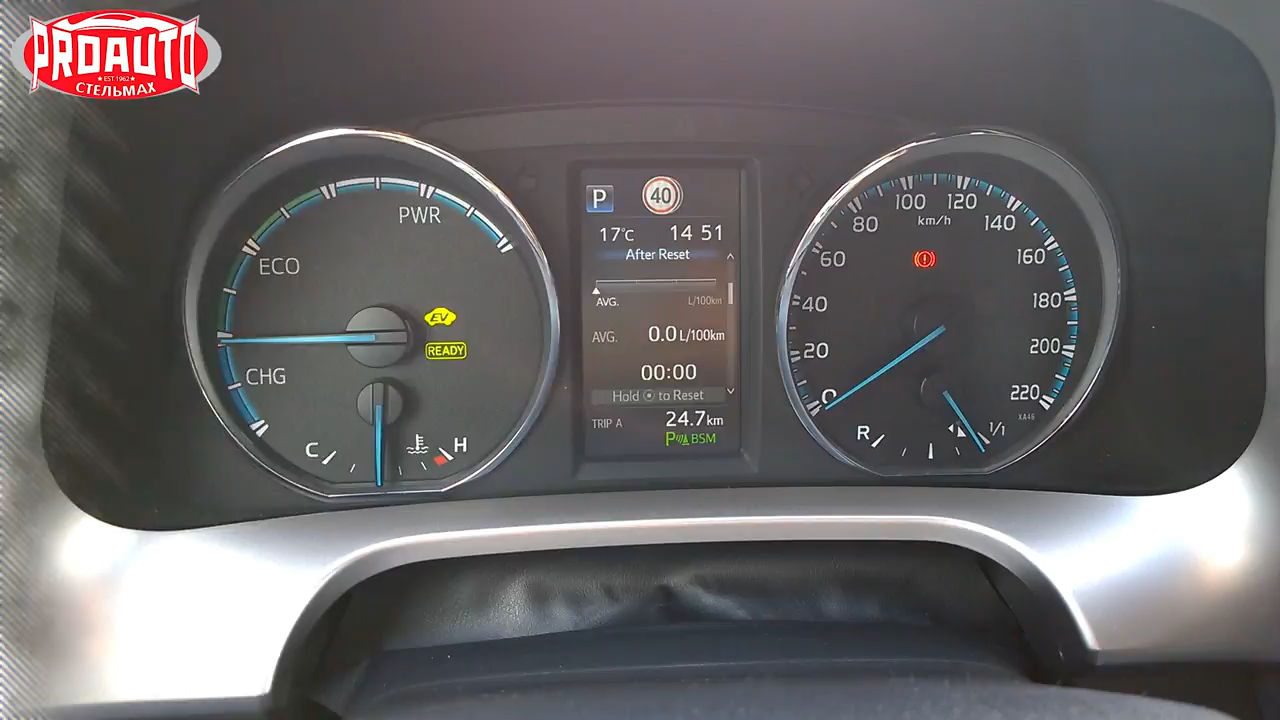 PROAUTO
★EST.1962★
СТЕЛЬМАХ
PWR
ECO
CHG
C
H
EV
READY
P
40
17°C 14 51
After Reset
AVG. L/100km
AVG. 0.0 L/100km
00:00
Hold to Reset
TRIP A 24.7 km
P BSM
0
20
40
60
80
100
120
140
160
180
200
220
km/h
R
1/1
XA46